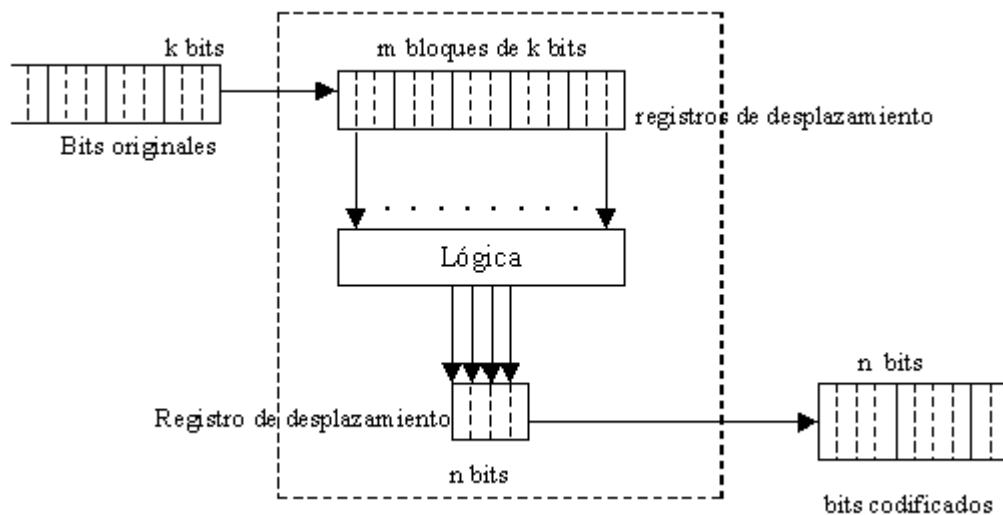 k bits
m bloques de k bits
registros de desplazamiento
Bits originales
Lógica
n bits
Registro de desplazamiento
n bits
bits codificados